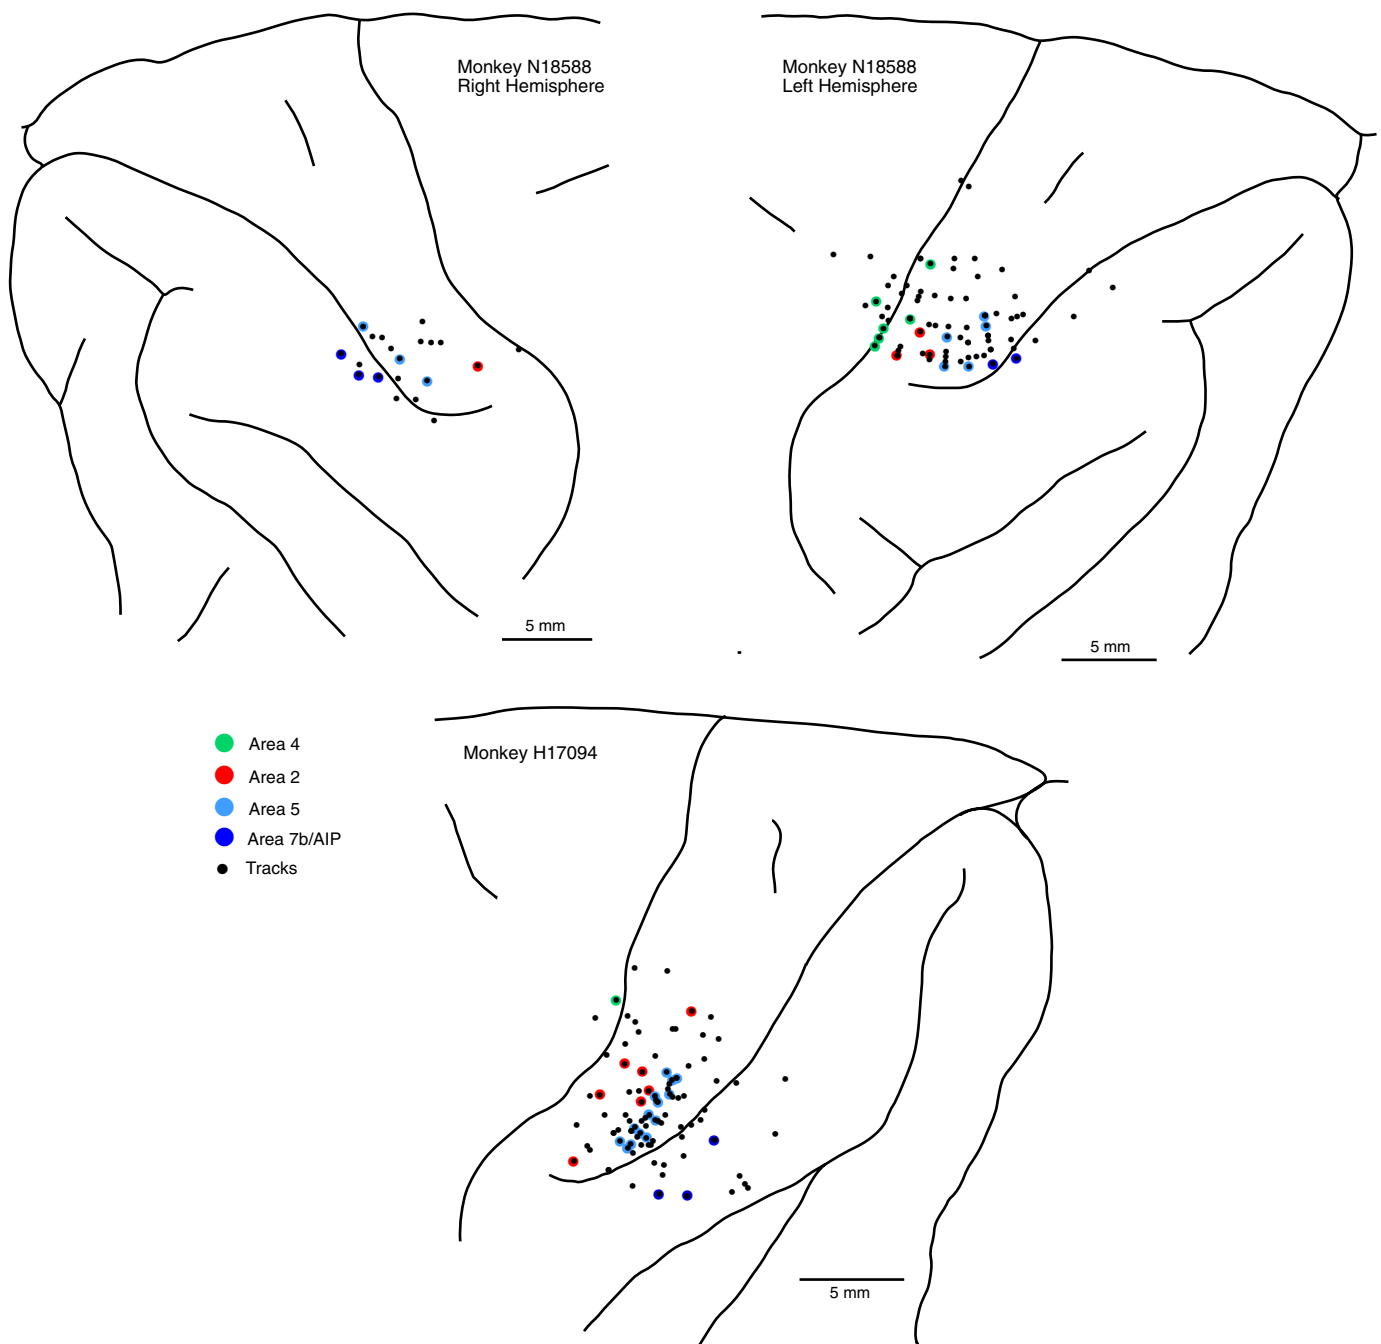 Monkey N18588
Right Hemisphere
Monkey N18588
Left Hemisphere
5 mm
5 mm
Monkey H17094
Area 4
Area 2
Area 5
Area 7b/AIP
Tracks
5 mm